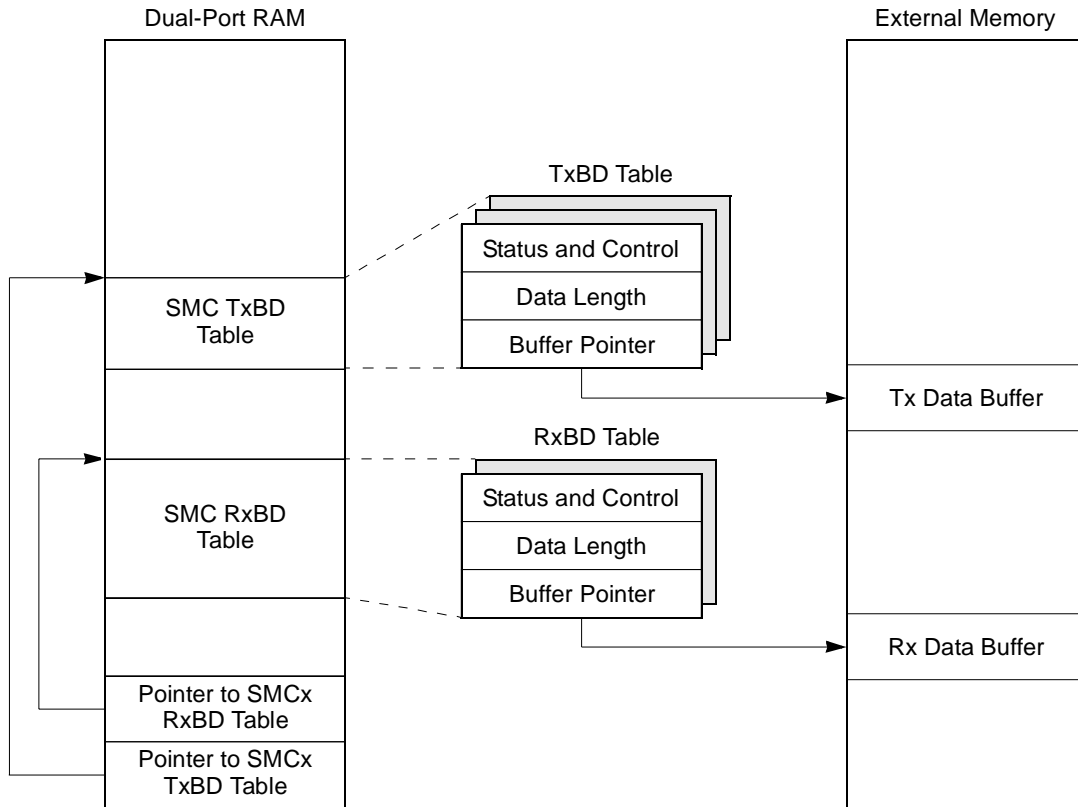 Dual-Port RAM
External Memory
TxBD Table
Status and Control
Data Length
Buffer Pointer
SMC TxBD
Table
Tx Data Buffer
RxBD Table
Status and Control
Data Length
Buffer Pointer
SMC RxBD
Table
Rx Data Buffer
Pointer to SMCx
RxBD Table
Pointer to SMCx
TxBD Table